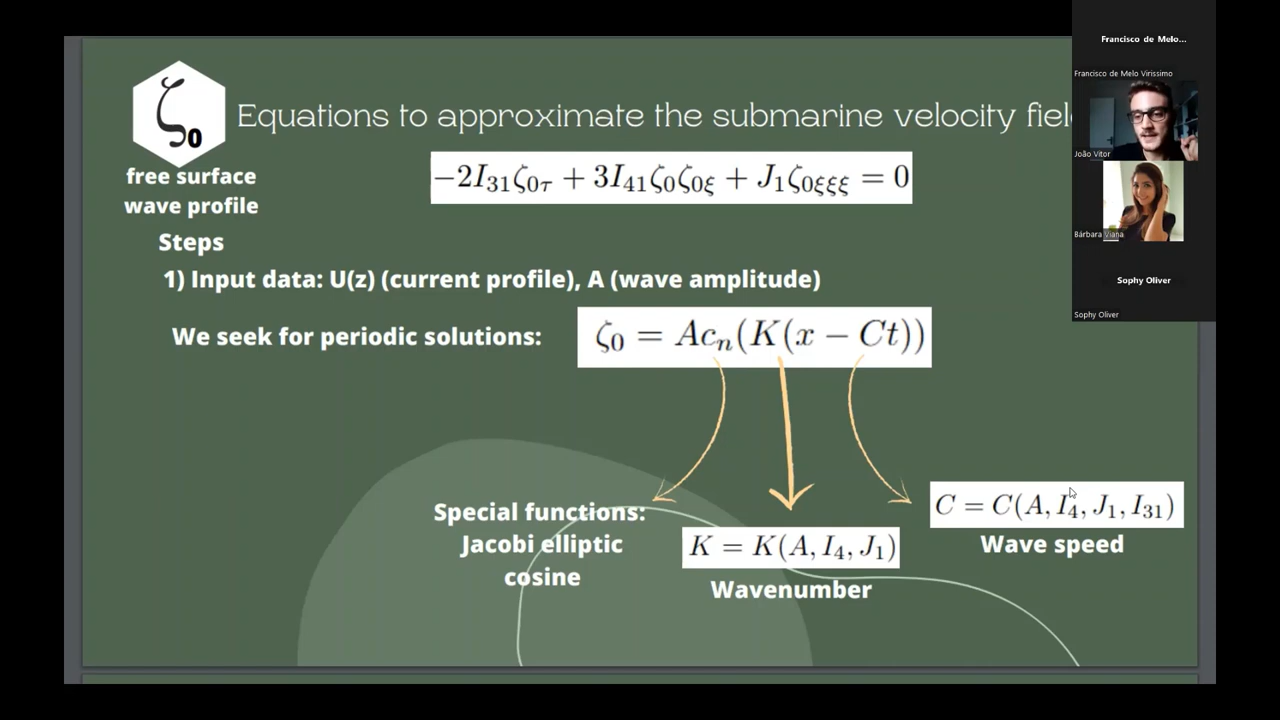 ζ0
Equations to approximate the submarine velocity fiel
free surface
wave profile
−2I₃₁ζ₀τ + 3I₄₁ζ₀ζ₀ξ + J₁ζ₀ξξξ = 0
Steps
1) Input data: U(z) (current profile), A (wave amplitude)
We seek for periodic solutions:
ζ₀ = Acₙ(K(x − Ct))
Special functions:
Jacobi elliptic
cosine
K = K(A, I₄, J₁)
Wavenumber
C = C(A, I₄, J₁, I₃₁)
Wave speed
Francisco de Melo...
Francisco de Melo Virissimo
João Vitor
Bárbara Viana
Sophy Oliver
Sophy Oliver